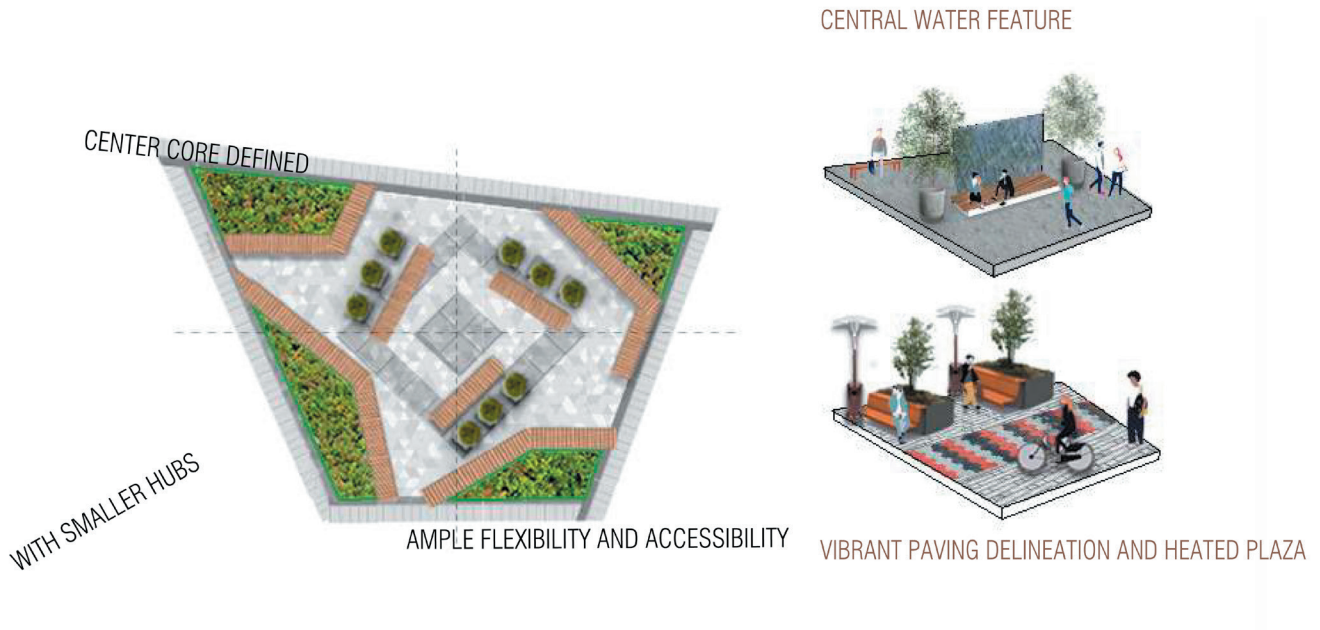 CENTRAL WATER FEATURE
CENTER CORE DEFINED
WITH SMALLER HUBS
AMPLE FLEXIBILITY AND ACCESSIBILITY
VIBRANT PAVING DELINEATION AND HEATED PLAZA